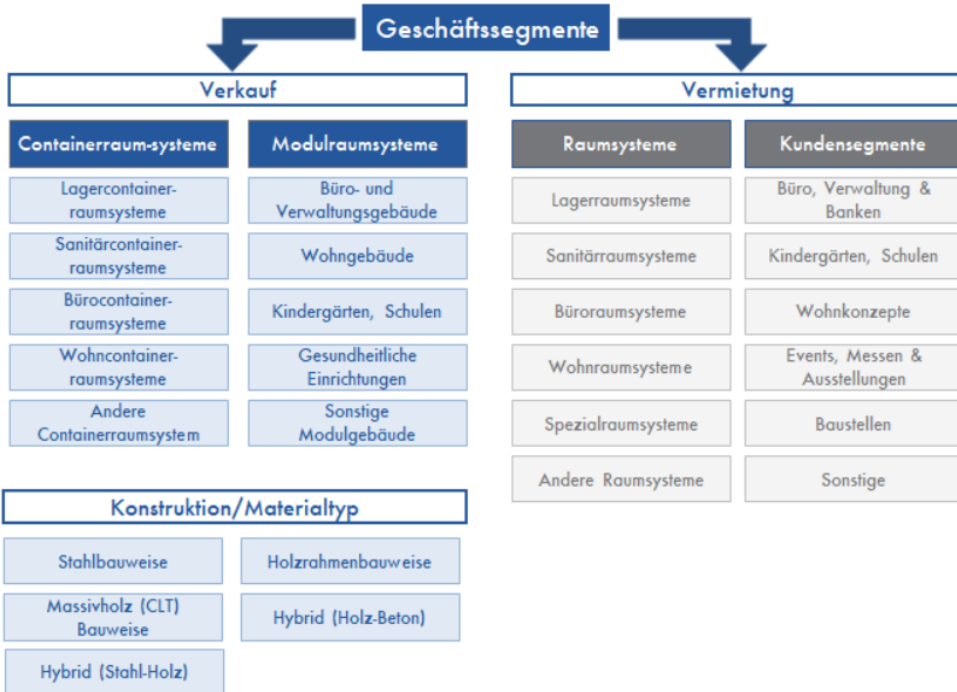 Geschäftssegmente
Verkauf
Containerraum-systeme
Modulraumsysteme
Lagercontainer-
raumsysteme
Büro- und
Verwaltungsgebäude
Sanitärcontainer-
raumsysteme
Wohngebäude
Bürocontainer-
raumsysteme
Kindergärten, Schulen
Wohncontainer-
raumsysteme
Gesundheitliche
Einrichtungen
Andere
Containerraumsystem
Sonstige
Modulgebäude
Vermietung
Raumsysteme
Kundensegmente
Lagerraumsysteme
Büro, Verwaltung &
Banken
Sanitärraumsysteme
Kindergärten, Schulen
Büroraumsysteme
Wohnkonzepte
Wohnraumsysteme
Events, Messen &
Ausstellungen
Spezialraumsysteme
Baustellen
Andere Raumsysteme
Sonstige
Konstruktion/Materialtyp
Stahlbauweise
Holzrahmenbauweise
Massivholz (CLT)
Bauweise
Hybrid (Holz-Beton)
Hybrid (Stahl-Holz)